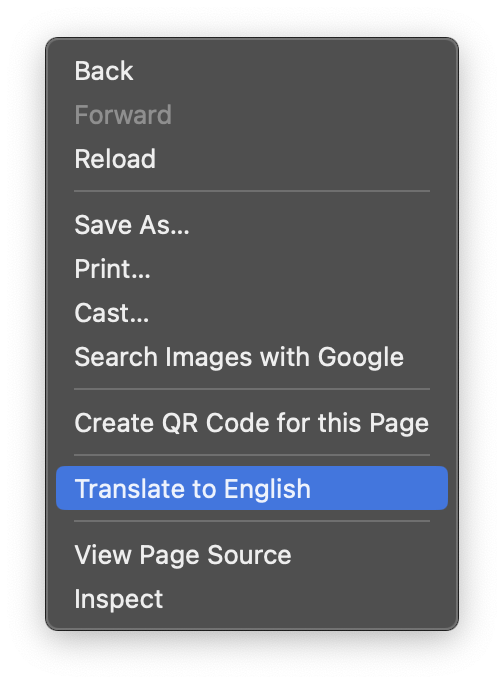 Back
Forward
Reload
Save As...
Print...
Cast...
Search Images with Google
Create QR Code for this Page
Translate to English
View Page Source
Inspect